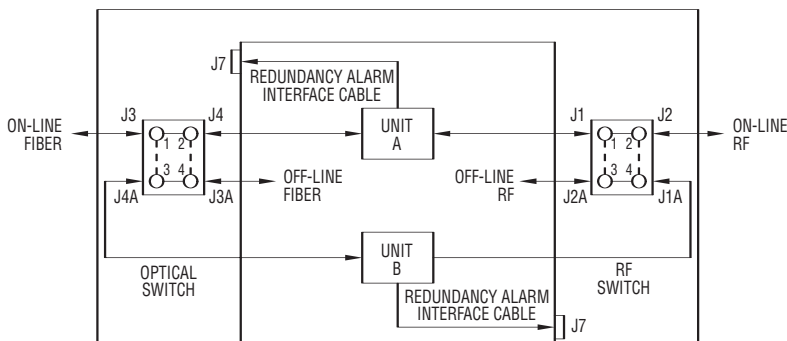 J7
REDUNDANCY ALARM
INTERFACE CABLE
J3
J4
ON-LINE
FIBER
1 2
3 4
J4A
J3A
OFF-LINE
FIBER
OPTICAL
SWITCH
UNIT
A
UNIT
B
J1
J2
ON-LINE
RF
1 2
3 4
OFF-LINE
RF
J2A
J1A
RF
SWITCH
REDUNDANCY ALARM
INTERFACE CABLE
J7